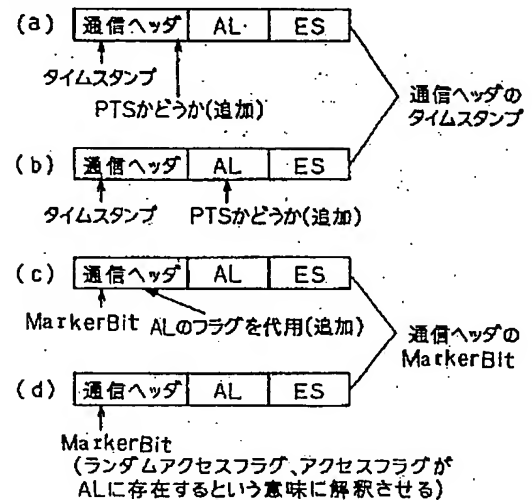 (a) 通信ヘッダ AL ES
タイムスタンプ
PTSかどうか(追加)
通信ヘッダの
タイムスタンプ
(b) 通信ヘッダ AL ES
タイムスタンプ PTSかどうか(追加)
(c) 通信ヘッダ AL ES
MarkerBit ALのフラグを代用(追加)
通信ヘッダの
MarkerBit
(d) 通信ヘッダ AL ES
MarkerBit
(ランダムアクセスフラグ、アクセスフラグが
ALに存在するという意味に解釈させる)